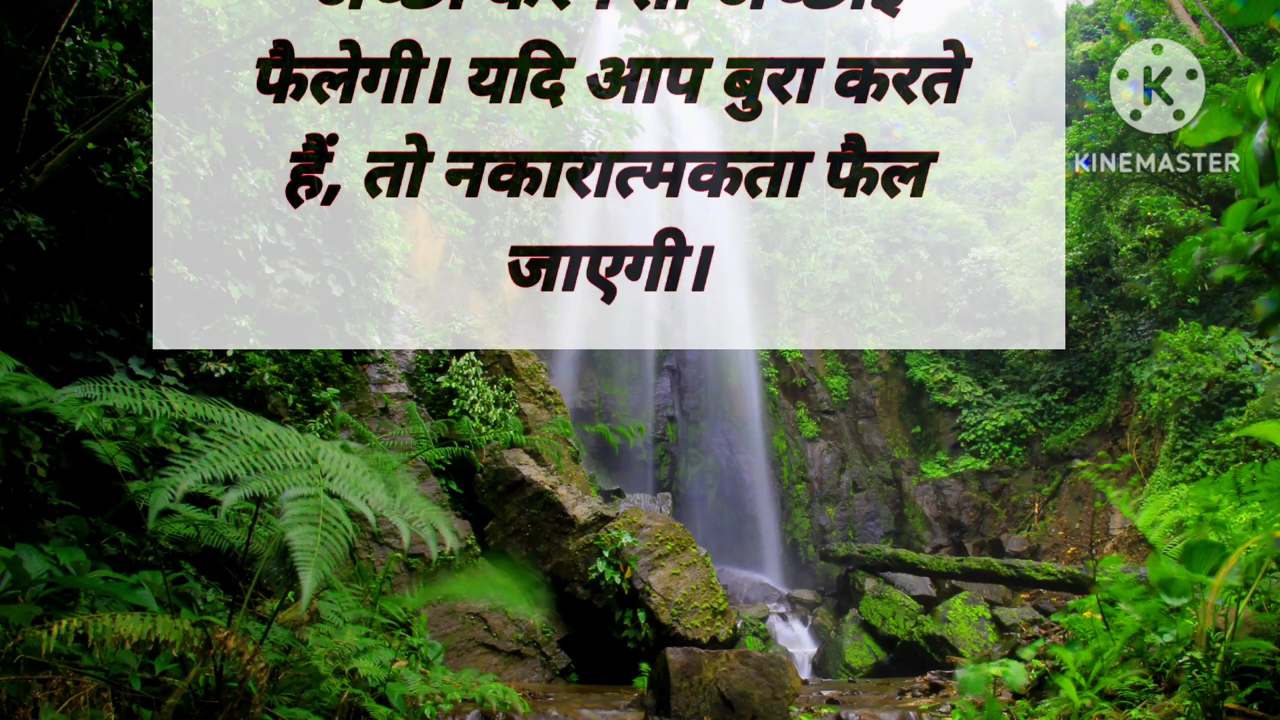 फैलेगी। यदि आप बुरा करते
हैं, तो नकारात्मकता फैल
जाएगी।
K
KINEMASTER